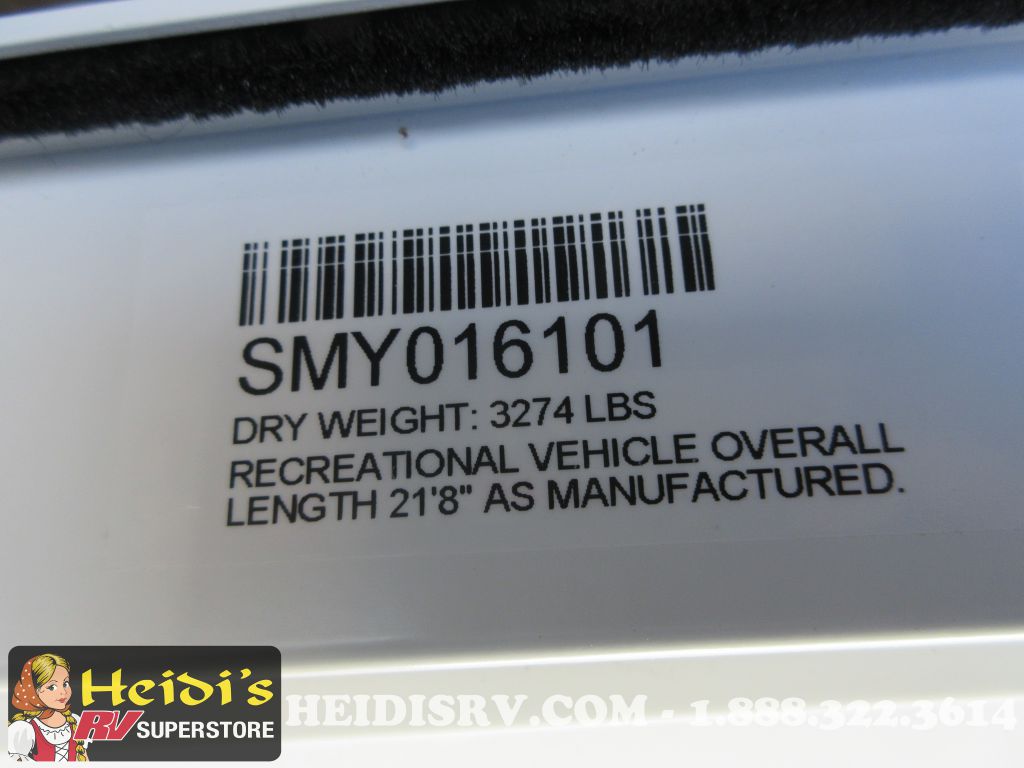 SMY016101
DRY WEIGHT: 3274 LBS
RECREATIONAL VEHICLE OVERALL
LENGTH 21'8" AS MANUFACTURED.
Heidi's
RV SUPERSTORE
HEIDISRV.COM - 1.888.322.3614